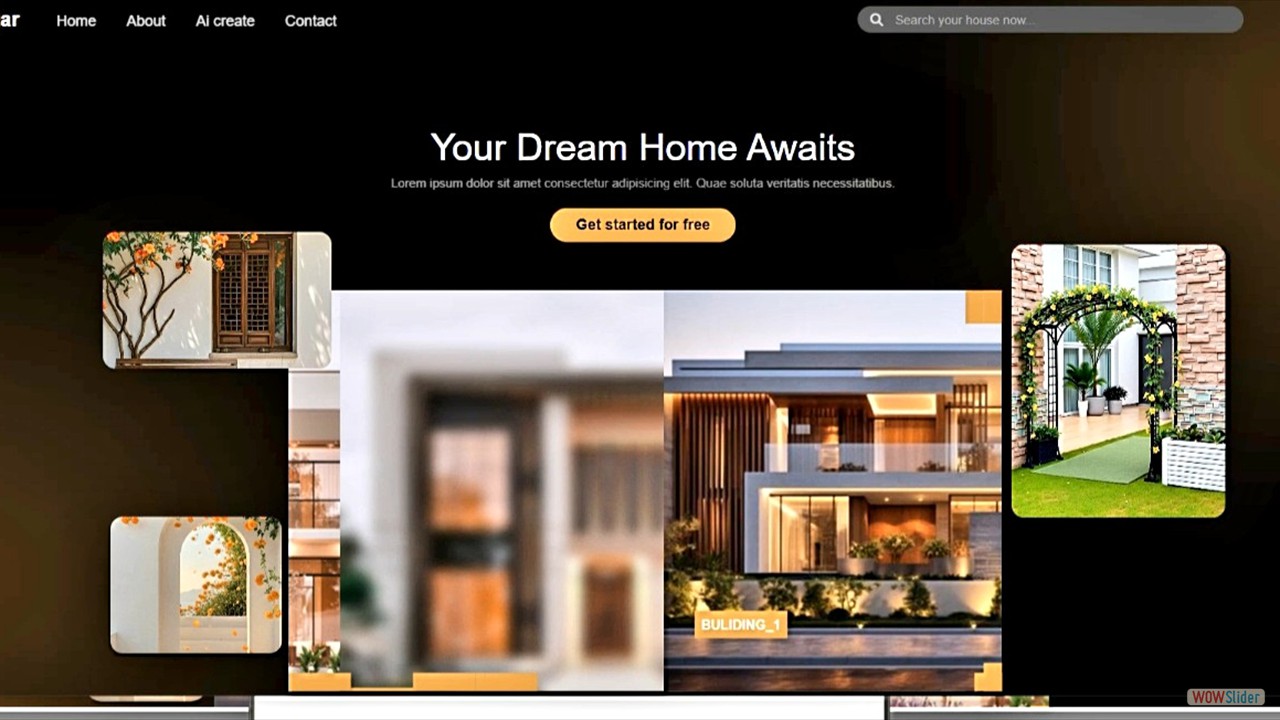 ar Home About Ai create Contact Search your house now...
Your Dream Home Awaits
Lorem ipsum dolor sit amet consectetur adipisicing elit. Quae soluta veritatis necessitatibus.
Get started for free
BULIDING_1
WOWSlider